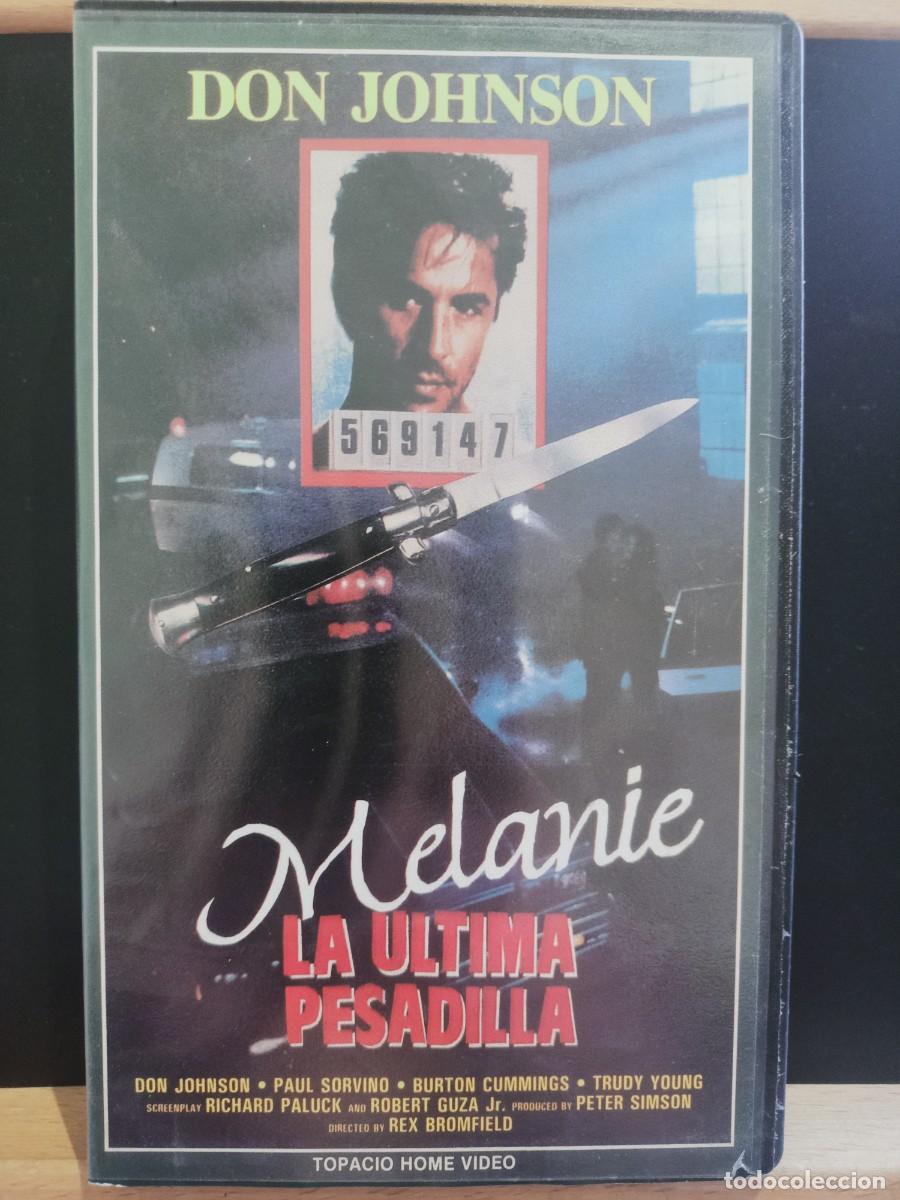 DON JOHNSON
569147
Melanie
LA ULTIMA
PESADILLA
DON JOHNSON • PAUL SORVINO • BURTON CUMMINGS • TRUDY YOUNG
SCREENPLAY RICHARD PALUCK AND ROBERT GUZA Jr. PRODUCED BY PETER SIMSON
DIRECTED BY REX BROMFIELD
TOPACIO HOME VIDEO
todocoleccion